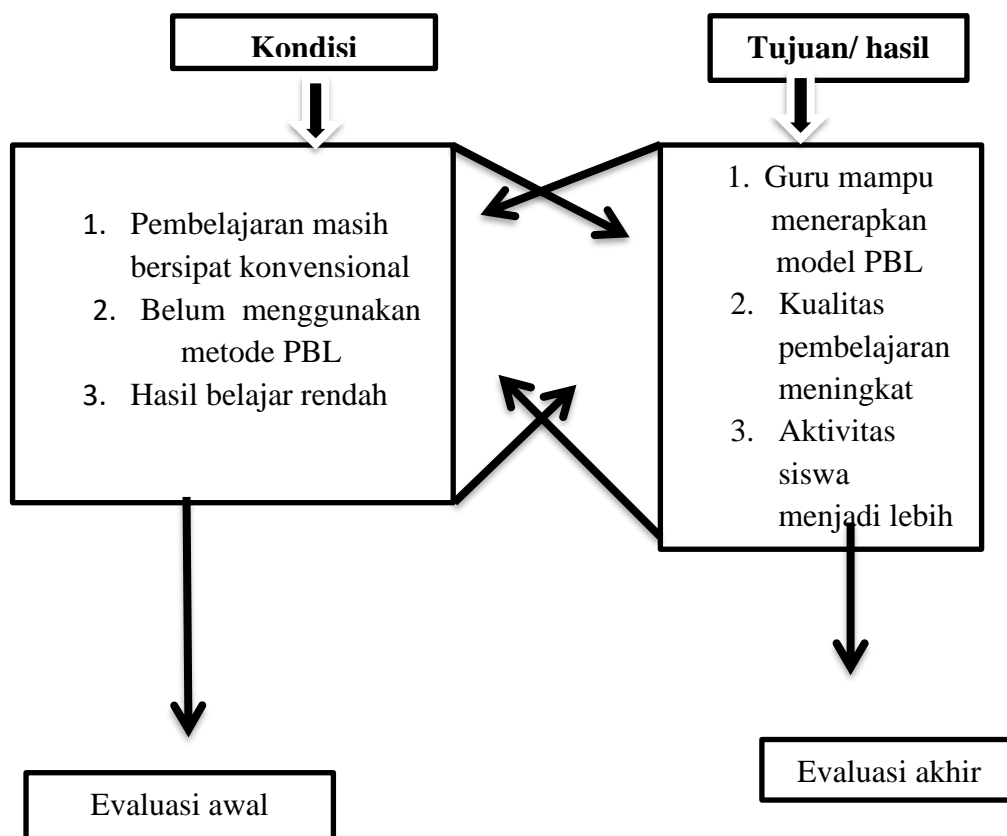 Kondisi
Tujuan/ hasil
1. Pembelajaran masih
bersipat konvensional
2. Belum menggunakan
metode PBL
3. Hasil belajar rendah
1. Guru mampu
menerapkan
model PBL
2. Kualitas
pembelajaran
meningkat
3. Aktivitas
siswa
menjadi lebih
Evaluasi awal
Evaluasi akhir